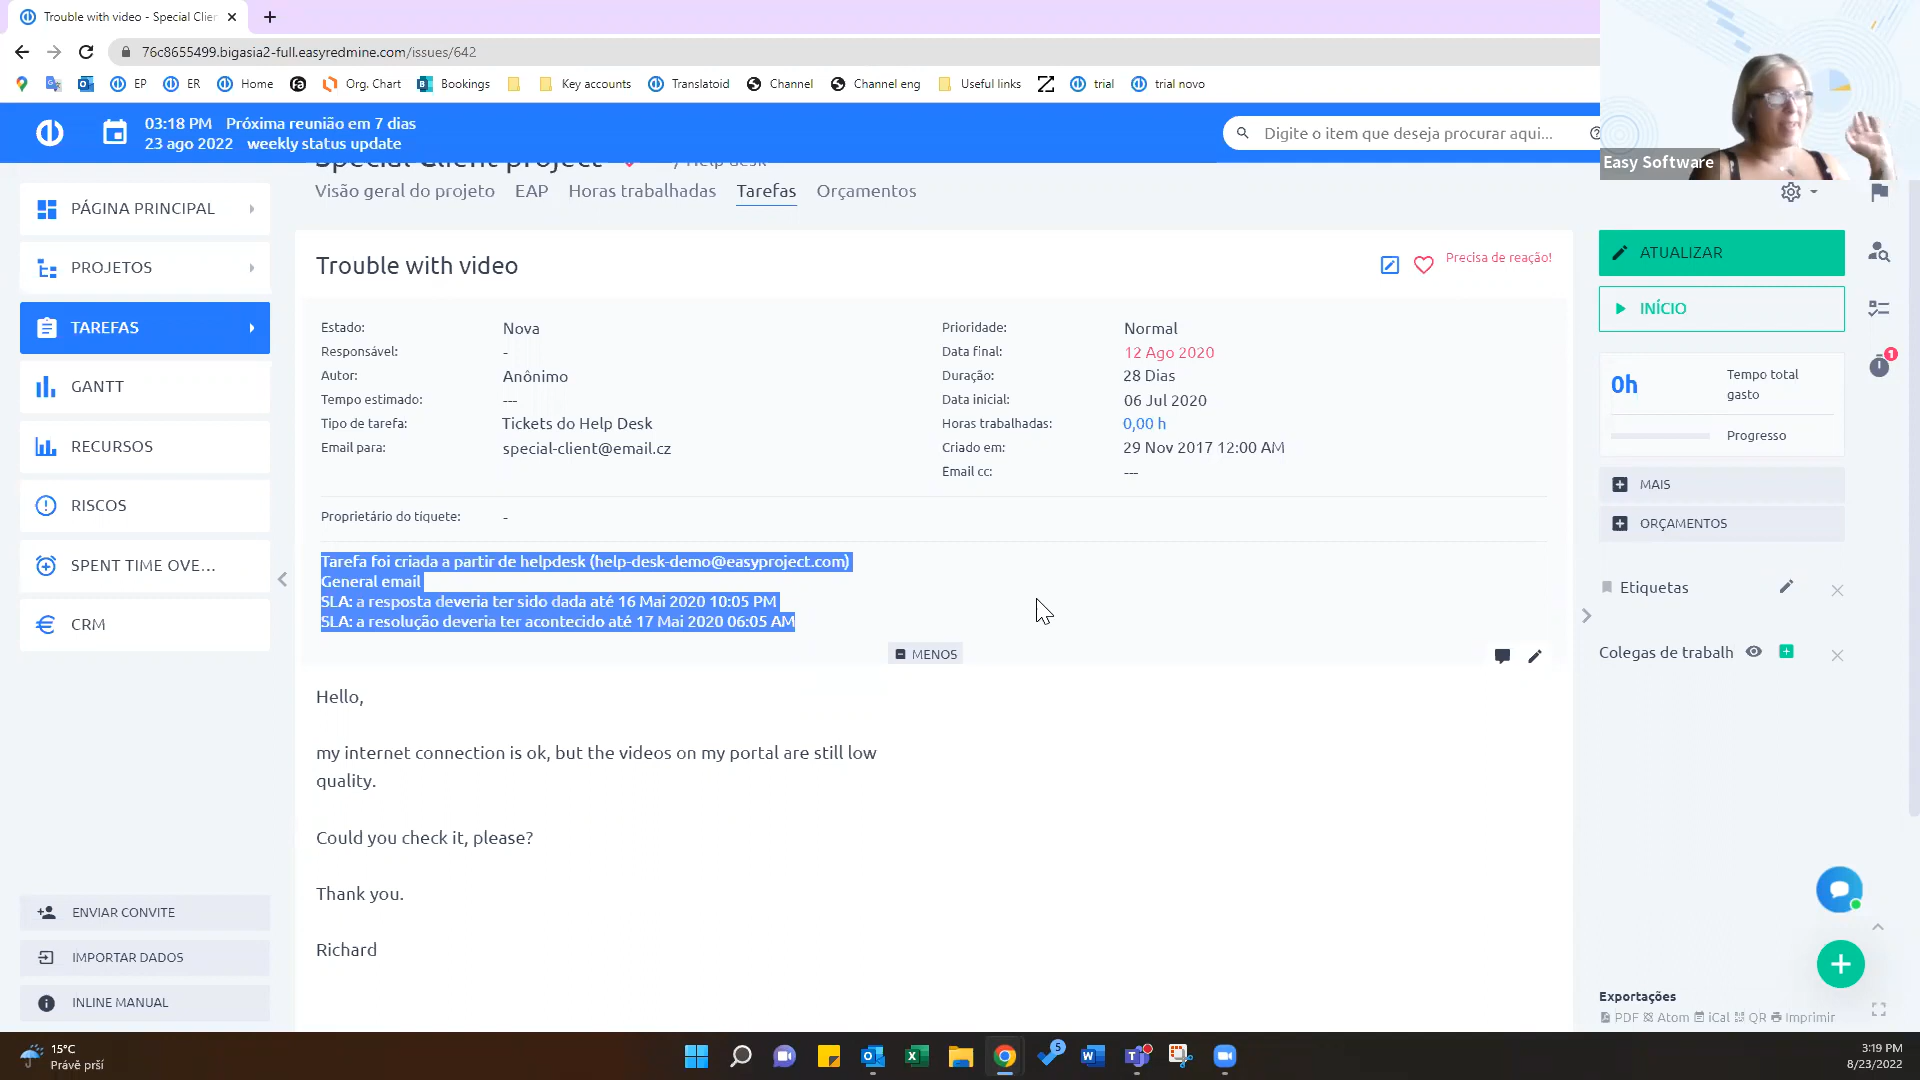 Trouble with video - Special Clier
76c8655499.bigasia2-full.easyredmine.com/issues/642
EP
ER
Home
Org. Chart
Bookings
Key accounts
Translatoid
Channel
Channel eng
Useful links
trial
trial novo
03:18 PM Próxima reunião em 7 dias
23 ago 2022 weekly status update
Digite o item que deseja procurar aqui...
Easy Software
Special Client project / Help desk
Visão geral do projeto
EAP
Horas trabalhadas
Tarefas
Orçamentos
PÁGINA PRINCIPAL
PROJETOS
TAREFAS
GANTT
RECURSOS
RISCOS
SPENT TIME OVE...
CRM
ENVIAR CONVITE
IMPORTAR DADOS
INLINE MANUAL
Trouble with video
Precisa de reação!
Estado: Nova
Responsável: -
Autor: Anônimo
Tempo estimado: ---
Tipo de tarefa: Tickets do Help Desk
Email para: special-client@email.cz
Prioridade: Normal
Data final: 12 Ago 2020
Duração: 28 Dias
Data inicial: 06 Jul 2020
Horas trabalhadas: 0,00 h
Criado em: 29 Nov 2017 12:00 AM
Email cc: ---
Proprietário do tíquete: -
Tarefa foi criada a partir de helpdesk (help-desk-demo@easyproject.com)
General email
SLA: a resposta deveria ter sido dada até 16 Mai 2020 10:05 PM
SLA: a resolução deveria ter acontecido até 17 Mai 2020 06:05 AM
MENOS
Hello,
my internet connection is ok, but the videos on my portal are still low
quality.
Could you check it, please?
Thank you.
Richard
ATUALIZAR
INÍCIO
1
0h
Tempo total
gasto
Progresso
MAIS
ORÇAMENTOS
Etiquetas
Colegas de trabalh
Exportações
PDF Atom iCal QR Imprimir
15°C
Právě prší
5
3:19 PM
8/23/2022